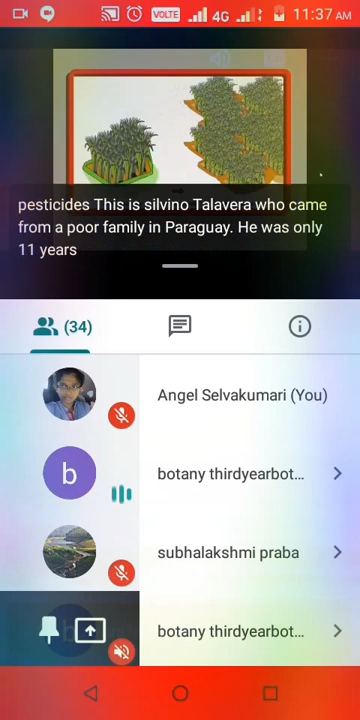 VOLTE 4G 11:37 AM
pesticides This is silvino Talavera who came
from a poor family in Paraguay. He was only
11 years
(34)
Angel Selvakumari (You)
b
botany thirdyearbot...
subhalakshmi praba
botany thirdyearbot...